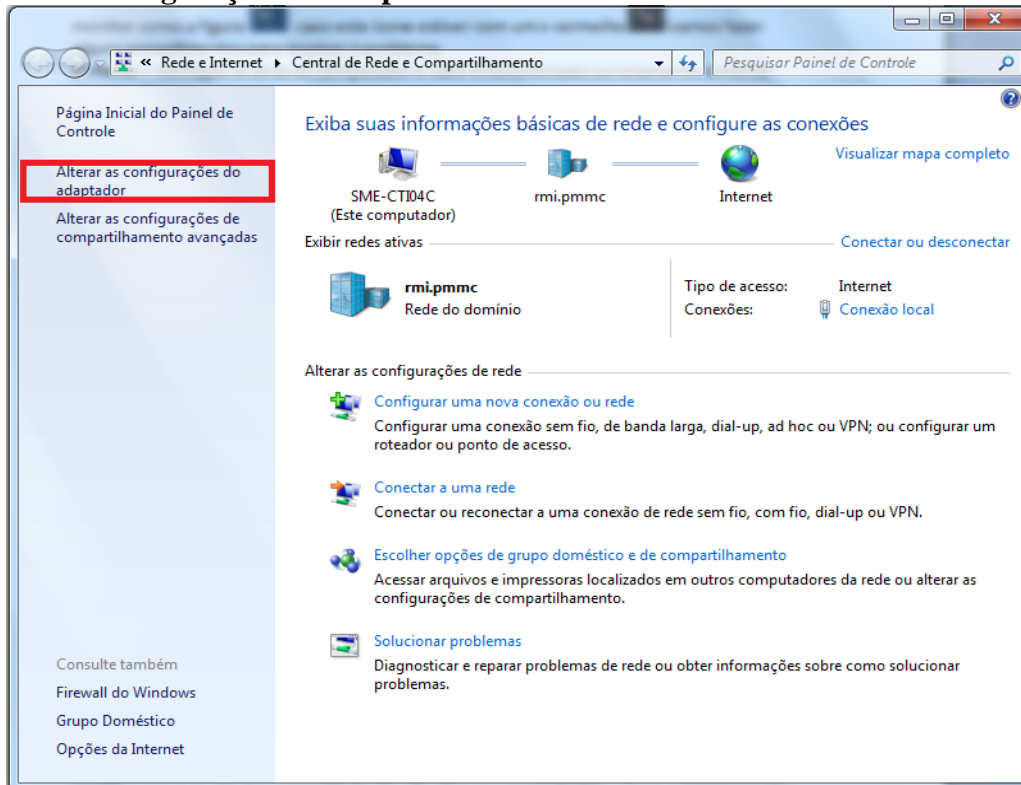 « Rede e Internet ▸ Central de Rede e Compartilhamento
Pesquisar Painel de Controle
Página Inicial do Painel de
Controle
Alterar as configurações do
adaptador
Alterar as configurações de
compartilhamento avançadas
Exiba suas informações básicas de rede e configure as conexões
Visualizar mapa completo
SME-CTI04C
(Este computador)
rmi.pmmc
Internet
Exibir redes ativas
Conectar ou desconectar
rmi.pmmc
Rede do domínio
Tipo de acesso: Internet
Conexões: Conexão local
Alterar as configurações de rede
Configurar uma nova conexão ou rede
Configurar uma conexão sem fio, de banda larga, dial-up, ad hoc ou VPN; ou configurar um
roteador ou ponto de acesso.
Conectar a uma rede
Conectar ou reconectar a uma conexão de rede sem fio, com fio, dial-up ou VPN.
Escolher opções de grupo doméstico e de compartilhamento
Acessar arquivos e impressoras localizados em outros computadores da rede ou alterar as
configurações de compartilhamento.
Solucionar problemas
Diagnosticar e reparar problemas de rede ou obter informações sobre como solucionar
problemas.
Consulte também
Firewall do Windows
Grupo Doméstico
Opções da Internet